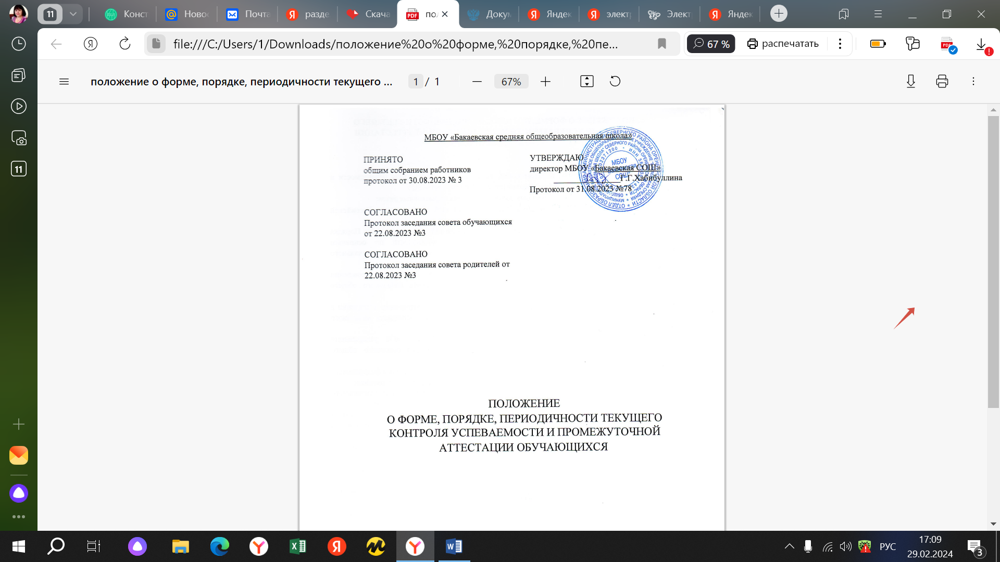 11
Конст
Новос
Почта
разде
Скача
по
Докум
Яндек
электр
Электр
Яндек
file:///C:/Users/1/Downloads/положение%20о%20форме,%20порядке,%20пе...
67 %
распечатать
положение о форме, порядке, периодичности текущего ...
1 / 1
67%
11
МБОУ «Бакаевская средняя общеобразовательная школа»
ПРИНЯТО
общим собранием работников
протокол от 30.08.2023 № 3
УТВЕРЖДАЮ
директор МБОУ «Бакаевская СОШ»
Г.Г.Хабибуллина
Протокол от 31.08.2023 №78
СОГЛАСОВАНО
Протокол заседания совета обучающихся
от 22.08.2023 №3
СОГЛАСОВАНО
Протокол заседания совета родителей от
22.08.2023 №3
ПОЛОЖЕНИЕ
О ФОРМЕ, ПОРЯДКЕ, ПЕРИОДИЧНОСТИ ТЕКУЩЕГО
КОНТРОЛЯ УСПЕВАЕМОСТИ И ПРОМЕЖУТОЧНОЙ
АТТЕСТАЦИИ ОБУЧАЮЩИХСЯ
РУС
17:09
29.02.2024
3